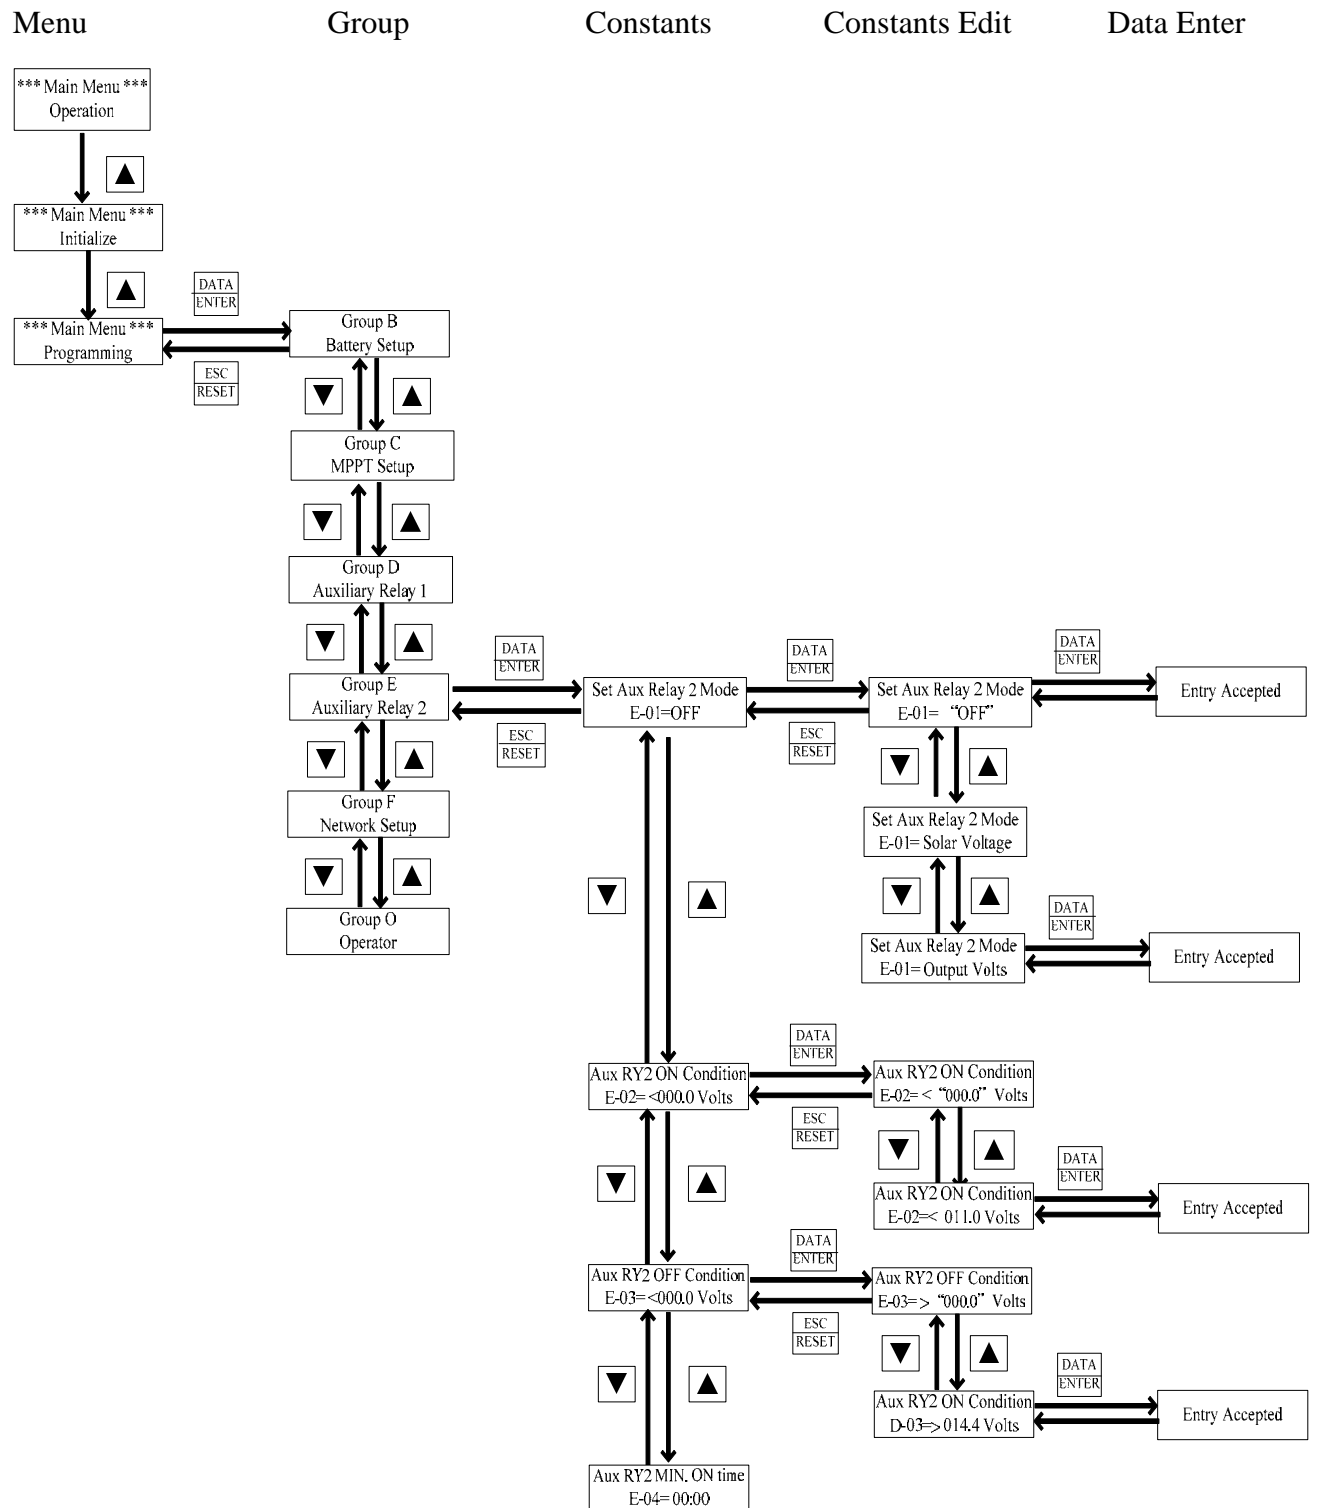 Menu Group Constants Constants Edit Data Enter
*** Main Menu ***
Operation
*** Main Menu ***
Initialize
DATA
ENTER
*** Main Menu ***
Programming
ESC
RESET
Group B
Battery Setup
Group C
MPPT Setup
Group D
Auxiliary Relay 1
Group E
Auxiliary Relay 2
Group F
Network Setup
Group O
Operator
DATA
ENTER
ESC
RESET
Set Aux Relay 2 Mode
E-01=OFF
DATA
ENTER
ESC
RESET
Set Aux Relay 2 Mode
E-01= “OFF”
DATA
ENTER
Entry Accepted
Set Aux Relay 2 Mode
E-01= Solar Voltage
Set Aux Relay 2 Mode
E-01= Output Volts
DATA
ENTER
Entry Accepted
Aux RY2 ON Condition
E-02= <000.0 Volts
DATA
ENTER
ESC
RESET
Aux RY2 ON Condition
E-02= < “000.0” Volts
Aux RY2 ON Condition
E-02=< 011.0 Volts
DATA
ENTER
Entry Accepted
Aux RY2 OFF Condition
E-03= <000.0 Volts
DATA
ENTER
ESC
RESET
Aux RY2 OFF Condition
E-03= > “000.0” Volts
Aux RY2 ON Condition
D-03=> 014.4 Volts
DATA
ENTER
Entry Accepted
Aux RY2 MIN. ON time
E-04= 00:00